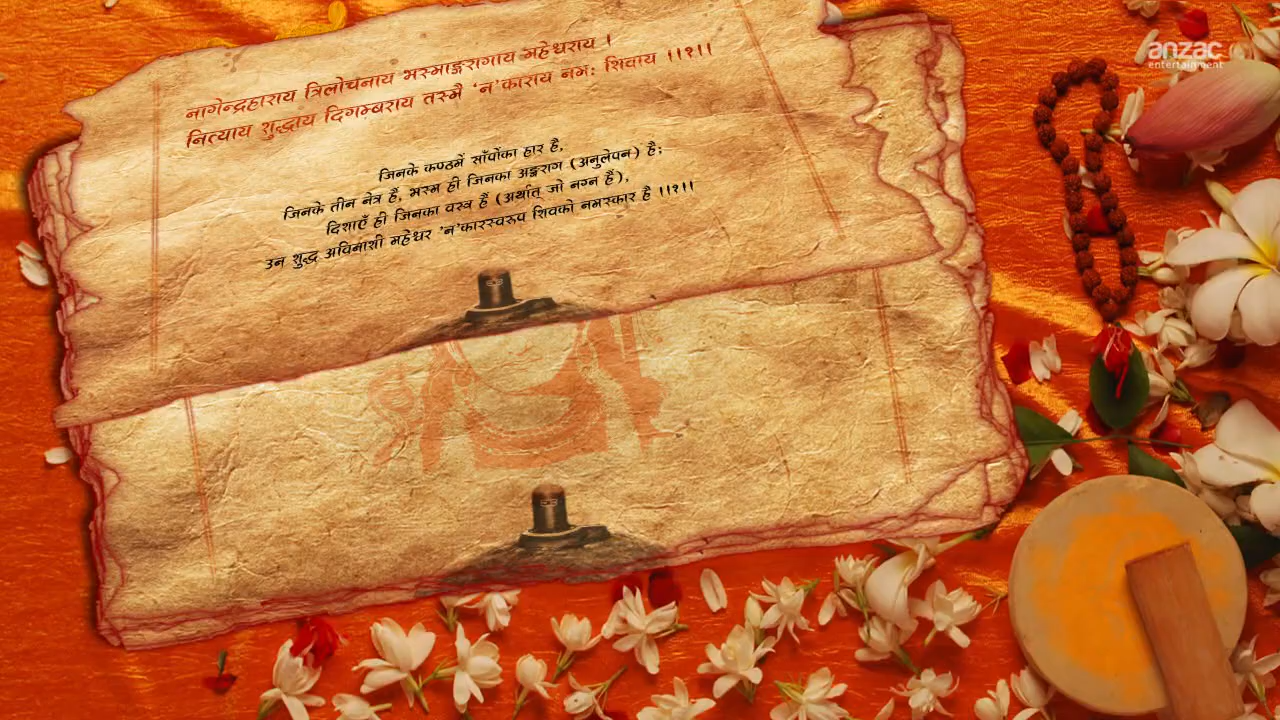 नागेन्द्रहाराय त्रिलोचनाय भस्माङ्गरागाय महेश्वराय ।
नित्याय शुद्धाय दिगम्बराय तस्मै ‘न’काराय नमः शिवाय ।।१।।
जिनके कण्ठमें साँपोंका हार है,
जिनके तीन नेत्र हैं, भस्म ही जिनका अङ्गराग (अनुलेपन) है;
दिशाएँ ही जिनका वस्त्र हैं (अर्थात् जो नग्न हैं),
उन शुद्ध अविनाशी महेश्वर ‘न’कारस्वरूप शिवको नमस्कार है ।।१।।
anzac
entertainment